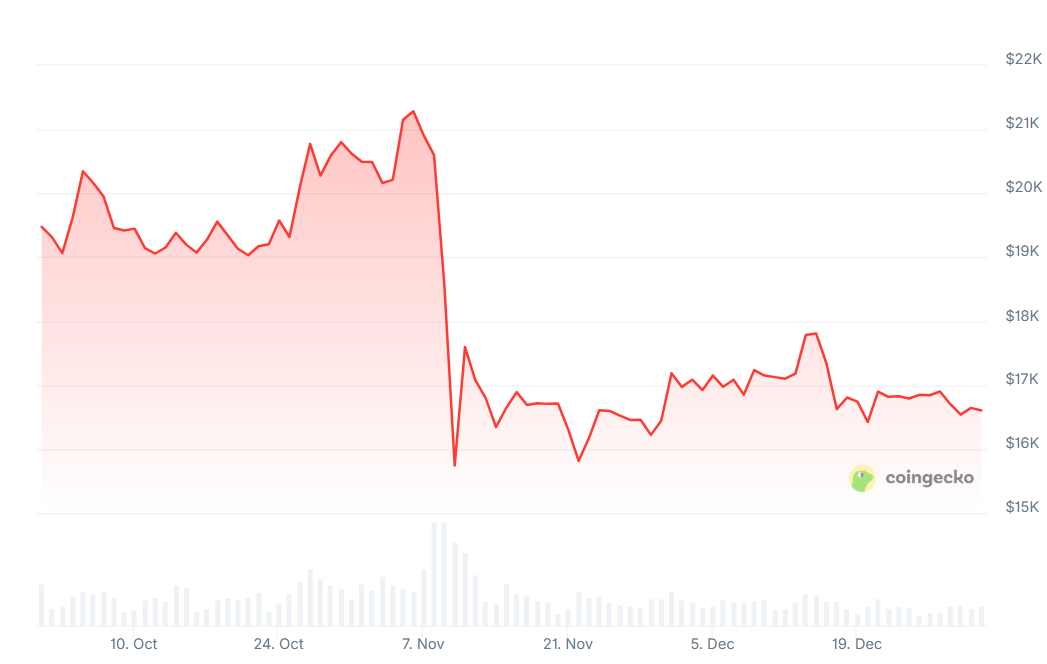 $22K
$21K
$20K
$19K
$18K
$17K
$16K
coingecko
$15K
10. Oct 24. Oct 7. Nov 21. Nov 5. Dec 19. Dec